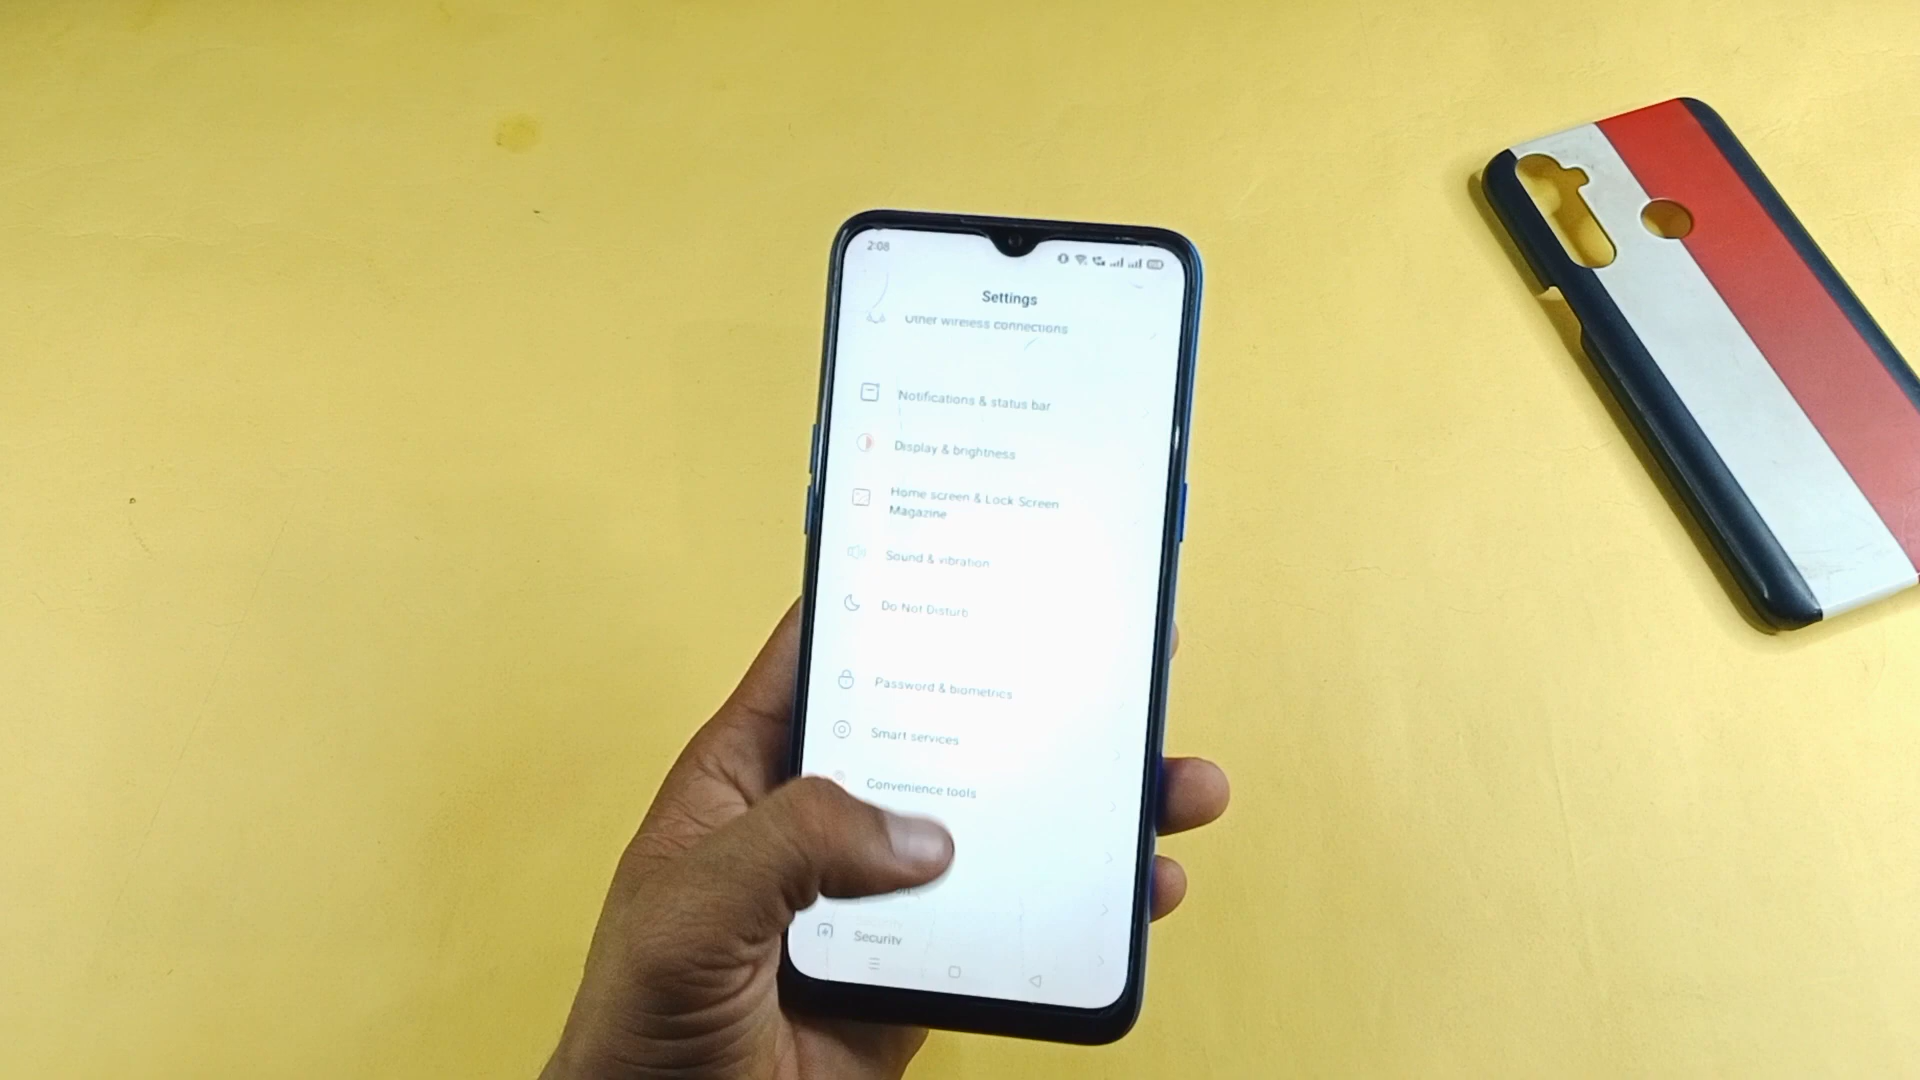 2:08
Settings
Other wireless connections
Notifications & status bar
Display & brightness
Home screen & Lock Screen
Magazine
Sound & vibration
Do Not Disturb
Password & biometrics
Smart services
Convenience tools
Security